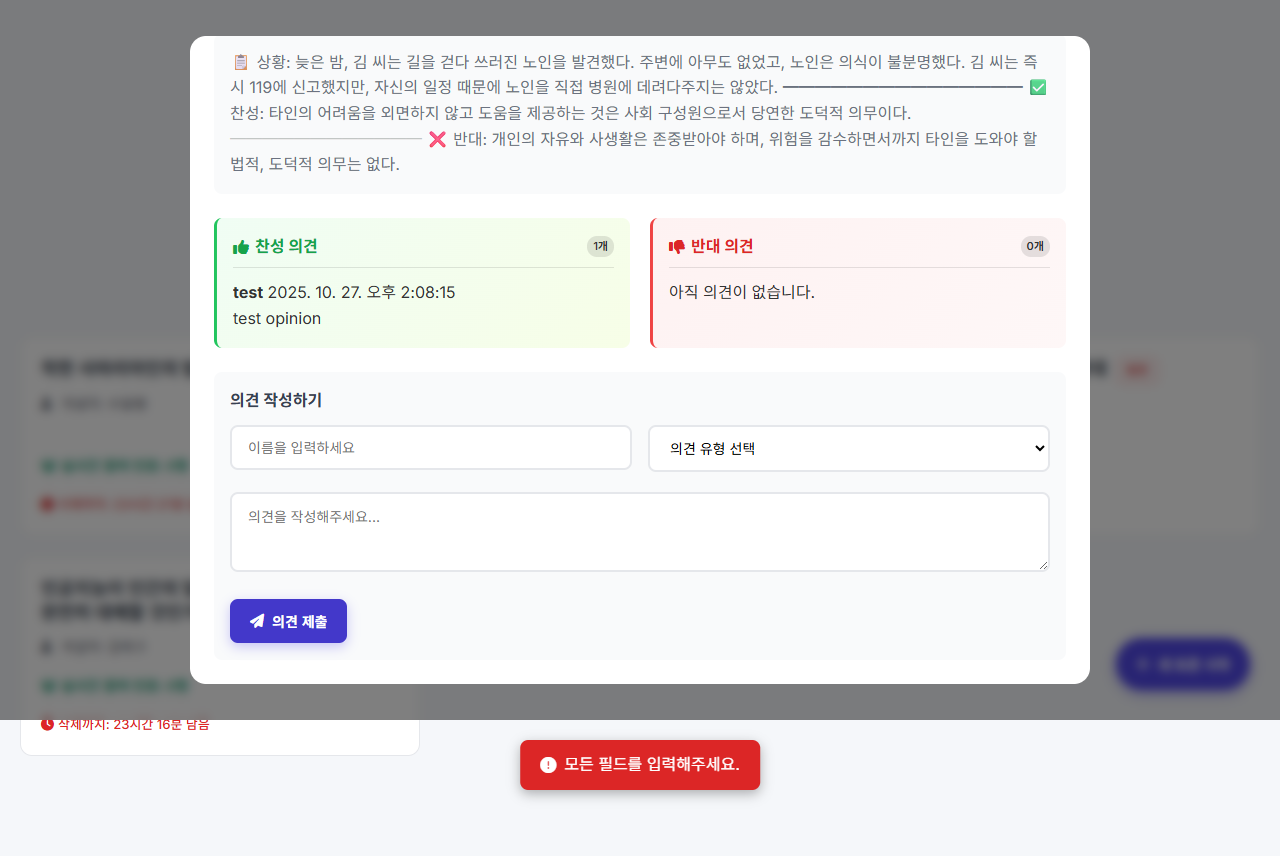 📋 상황: 늦은 밤, 김 씨는 길을 걷다 쓰러진 노인을 발견했다. 주변에 아무도 없었고, 노인은 의식이 불분명했다. 김 씨는 즉
시 119에 신고했지만, 자신의 일정 때문에 노인을 직접 병원에 데려다주지는 않았다. ━━━━━━━━━━━━━━━ ✅
찬성: 타인의 어려움을 외면하지 않고 도움을 제공하는 것은 사회 구성원으로서 당연한 도덕적 의무이다.
──────────────── ❌ 반대: 개인의 자유와 사생활은 존중받아야 하며, 위험을 감수하면서까지 타인을 도와야 할
법적, 도덕적 의무는 없다.
찬성 의견 1개
test 2025. 10. 27. 오후 2:08:15
test opinion
반대 의견 0개
아직 의견이 없습니다.
의견 작성하기
이름을 입력하세요
의견 유형 선택
의견을 작성해주세요...
의견 제출
삭제까지: 23시간 16분 남음
모든 필드를 입력해주세요.